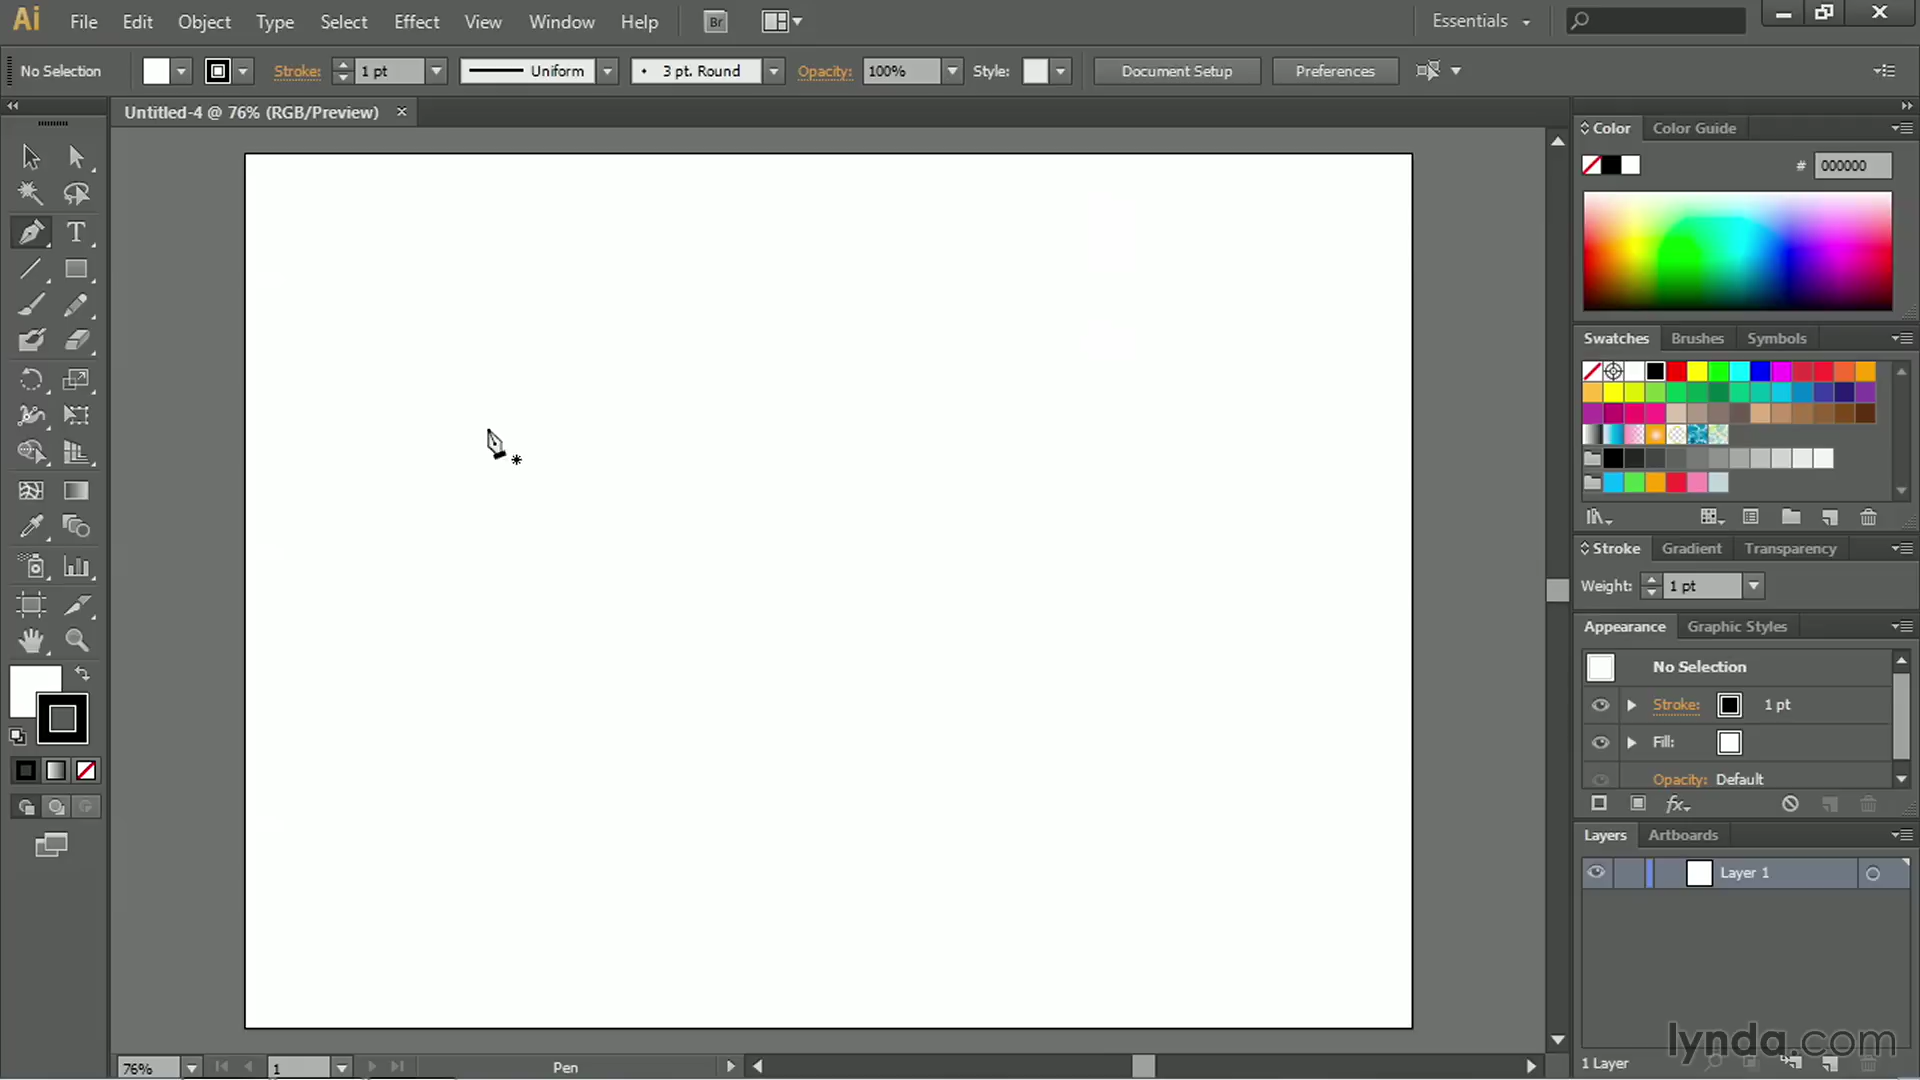 Ai File Edit Object Type Select Effect View Window Help Br Essentials
No Selection Stroke: 1 pt Uniform 3 pt. Round Opacity: 100% Style: Document Setup Preferences
Untitled-4 @ 76% (RGB/Preview) ×
Color Color Guide
# 000000
Swatches Brushes Symbols
Stroke Gradient Transparency
Weight: 1 pt
Appearance Graphic Styles
No Selection
Stroke: 1 pt
Fill:
Opacity: Default
fx
Layers Artboards
Layer 1
lynda.com
1 Layer
76% 1 Pen